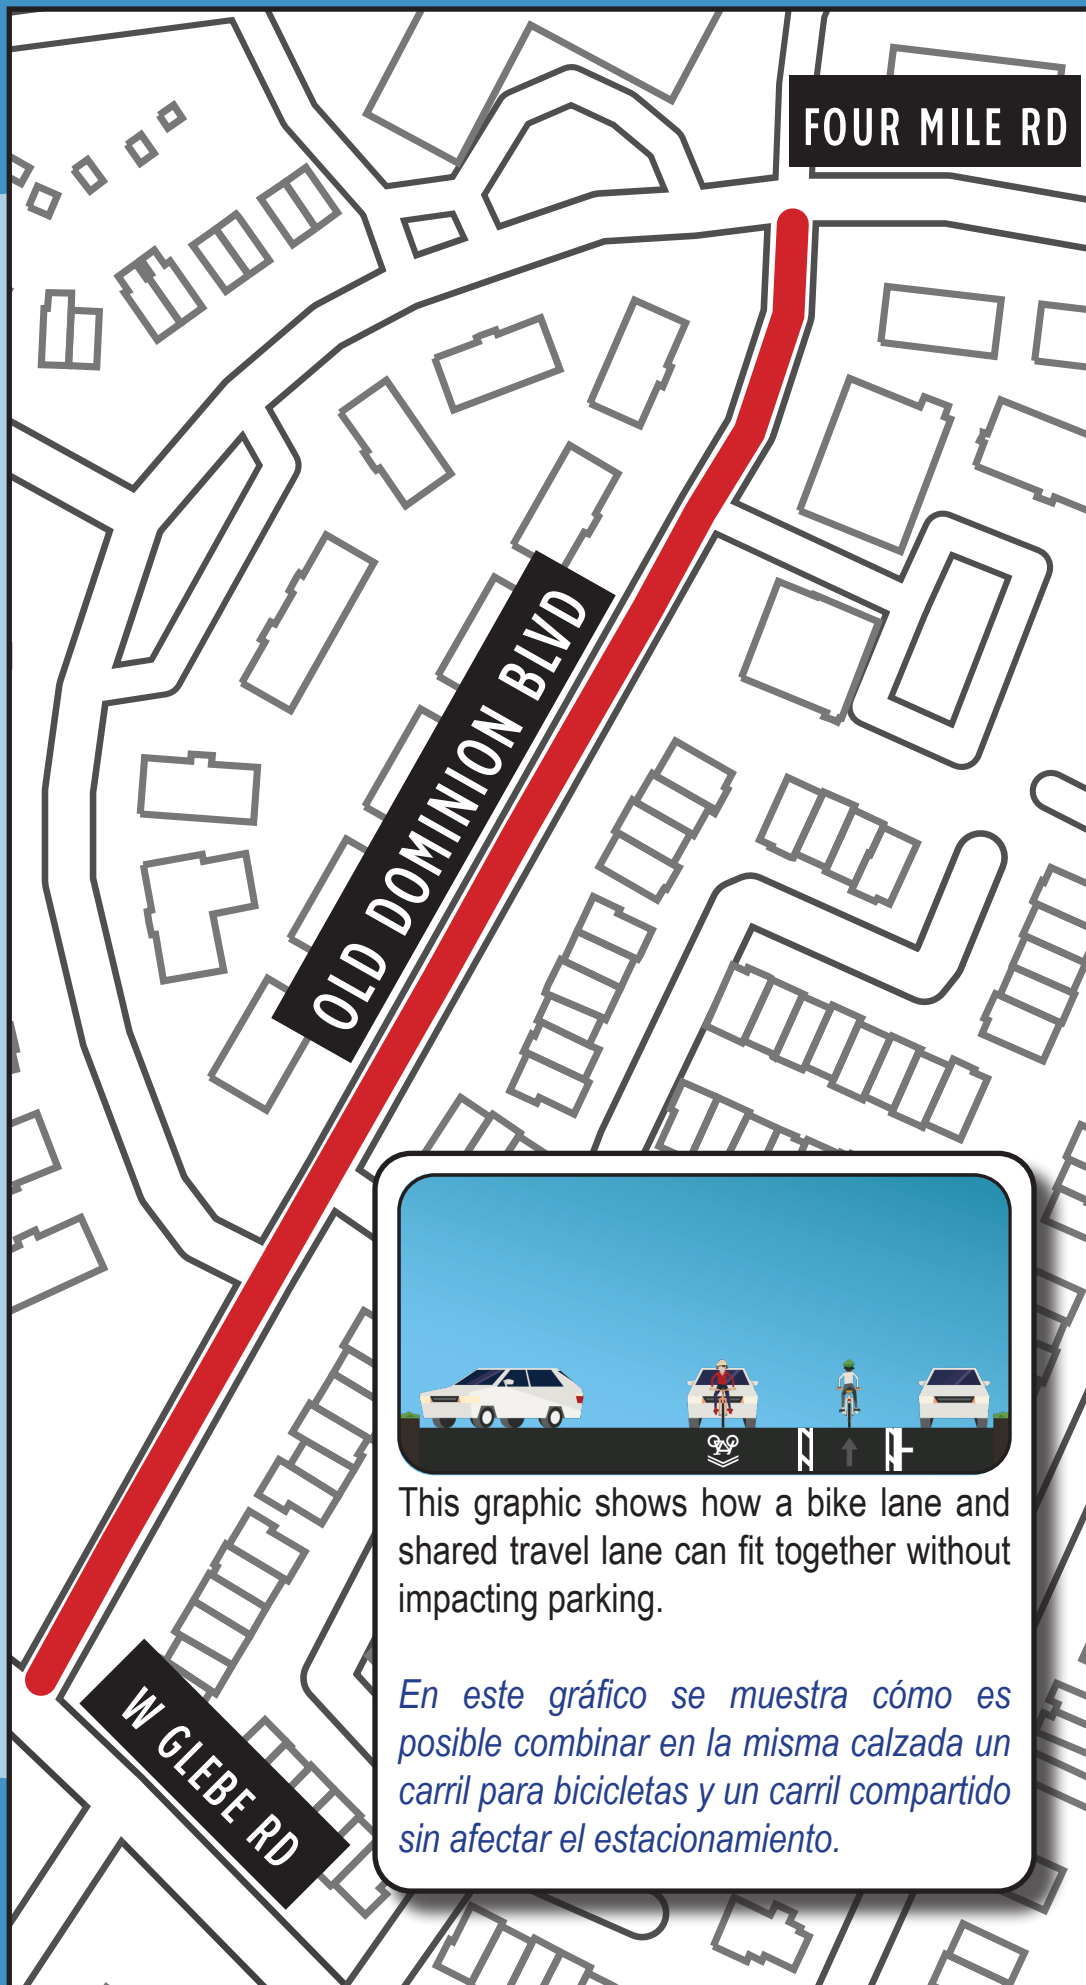 FOUR MILE RD
OLD DOMINION BLVD
W GLEBE RD
This graphic shows how a bike lane and
shared travel lane can fit together without
impacting parking.
En este gráfico se muestra cómo es
posible combinar en la misma calzada un
carril para bicicletas y un carril compartido
sin afectar el estacionamiento.